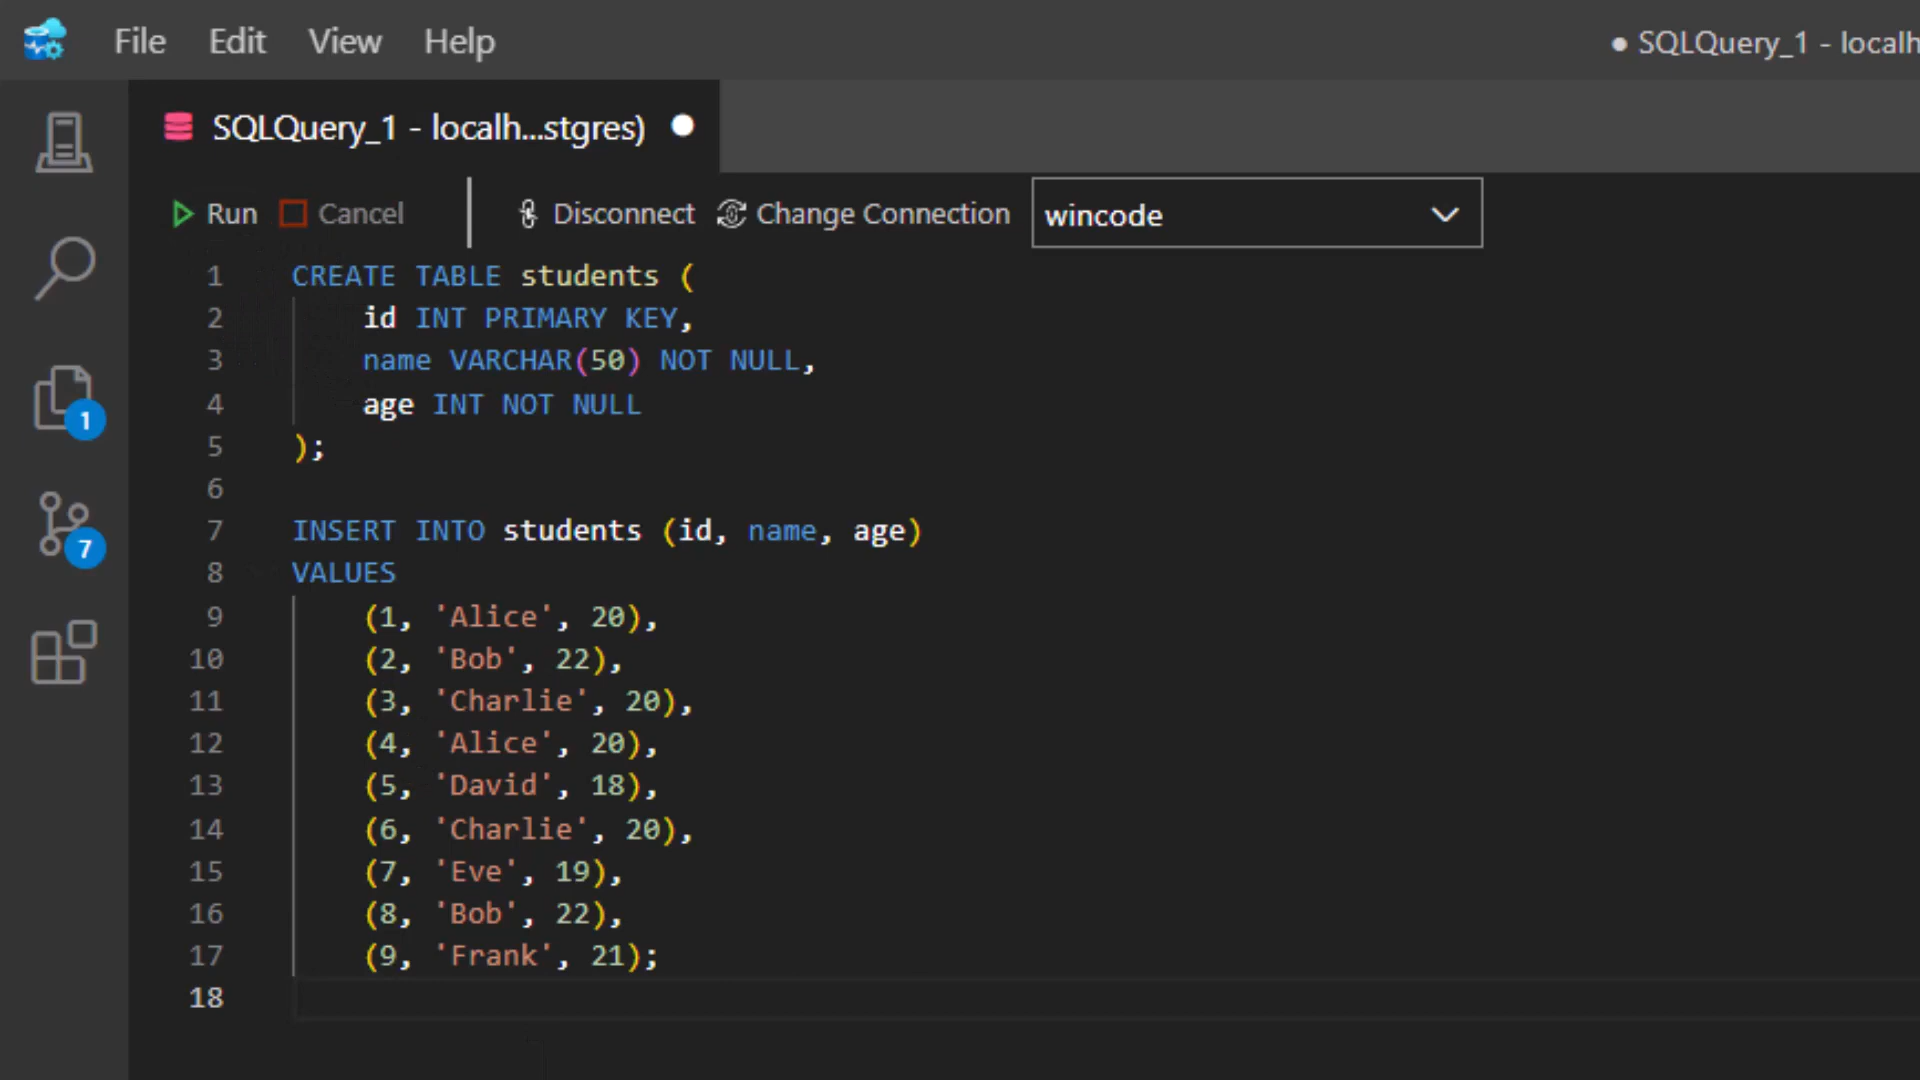 File Edit View Help
● SQLQuery_1 - localh
SQLQuery_1 - localh...stgres) ●
Run Cancel Disconnect Change Connection wincode
1 CREATE TABLE students (
2 id INT PRIMARY KEY,
3 name VARCHAR(50) NOT NULL,
4 age INT NOT NULL
5 );
6
7 INSERT INTO students (id, name, age)
8 VALUES
9 (1, 'Alice', 20),
10 (2, 'Bob', 22),
11 (3, 'Charlie', 20),
12 (4, 'Alice', 20),
13 (5, 'David', 18),
14 (6, 'Charlie', 20),
15 (7, 'Eve', 19),
16 (8, 'Bob', 22),
17 (9, 'Frank', 21);
18
1
7